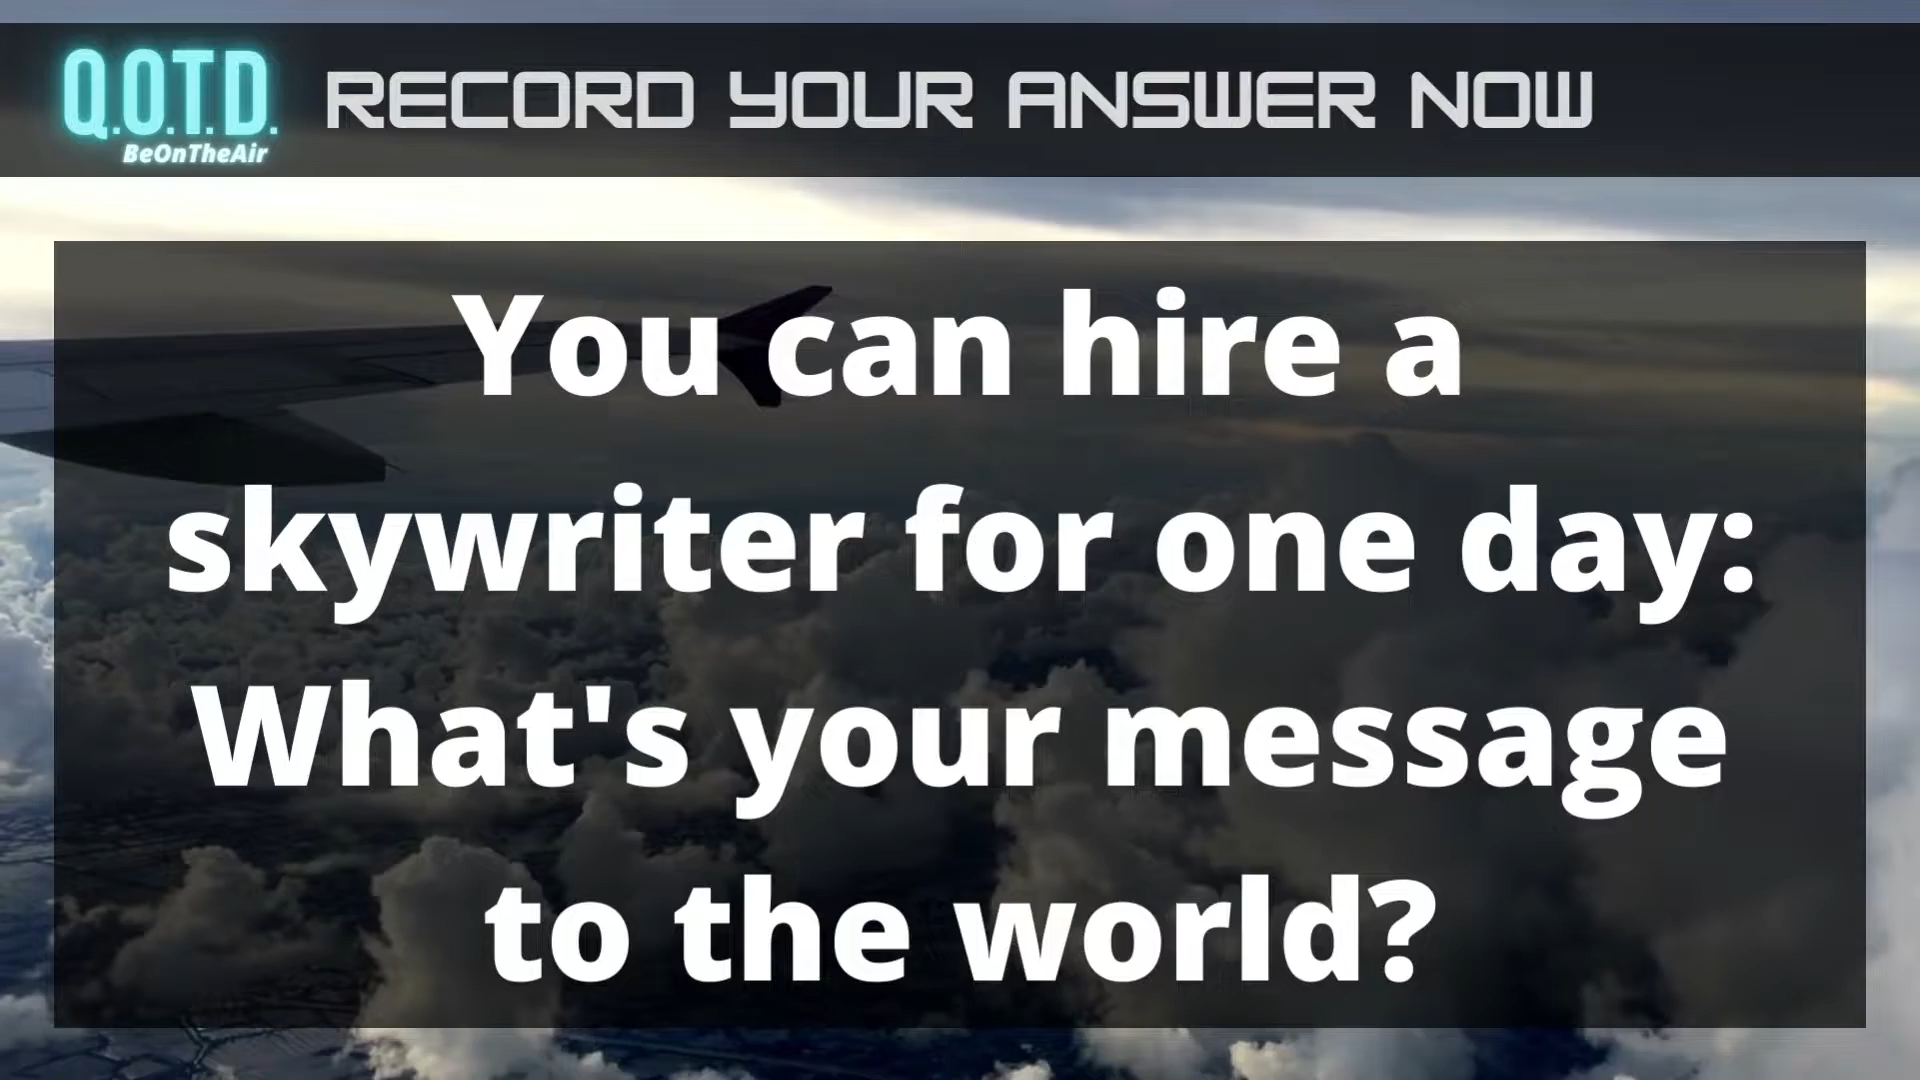 Q.O.T.D.
BeOnTheAir
RECORD YOUR ANSWER NOW
You can hire a
skywriter for one day:
What's your message
to the world?